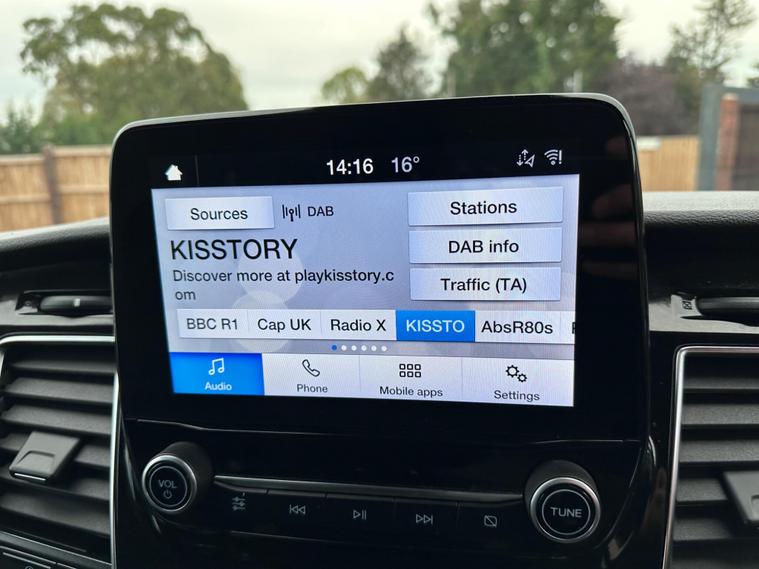 14:16 16°
Sources DAB Stations
KISSTORY DAB info
Discover more at playkisstory.c
om
Traffic (TA)
BBC R1 Cap UK Radio X KISSTO AbsR80s
Audio Phone Mobile apps Settings
VOL TUNE